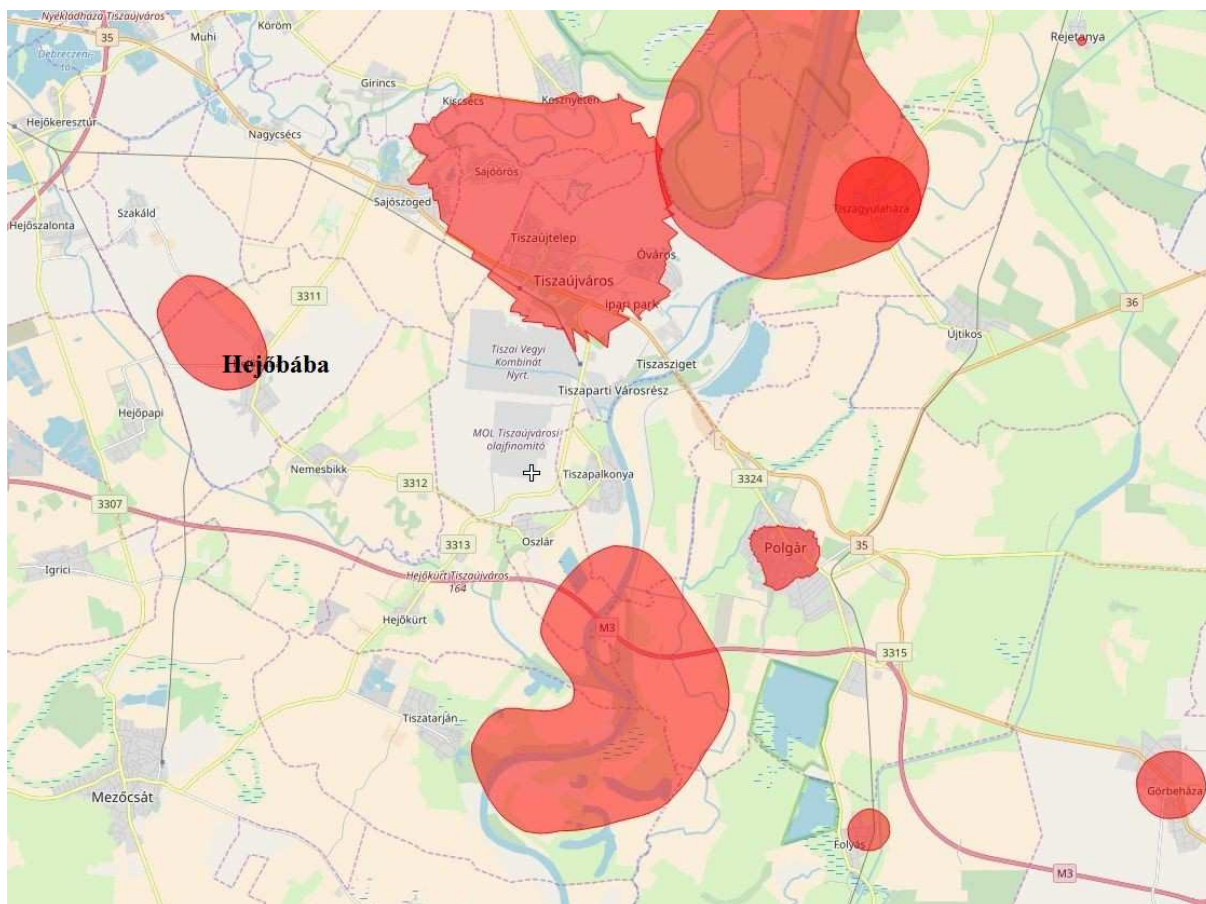 Nyékládháza Tiszaújváros
35
Muhi
Köröm
Debreczeni-
tó
Girincs
Kiscsécs
Kesznyéten
Rejetanya
Hejőkeresztúr
Nagycsécs
Sajóörös
Sajószöged
Szakáld
Hejőszalonta
Tiszagyulaháza
Tiszaújtelep
Óváros
Tiszaújváros
Ipari park
3311
36
Újtikos
Tiszai Vegyi
Kombinát
Nyrt.
Tiszasziget
Hejőbába
Tiszaparti Városrész
Hejőpapi
MOL Tiszaújvárosi
olajfinomító
Nemesbikk
Tiszapalkonya
3312
3324
3307
3313
Oszlár
Polgár
35
Igrici
Hejőkürt Tiszaújváros
164
Hejőkürt
M3
3315
Tiszatarján
Mezőcsát
Görbeháza
Folyás
M3